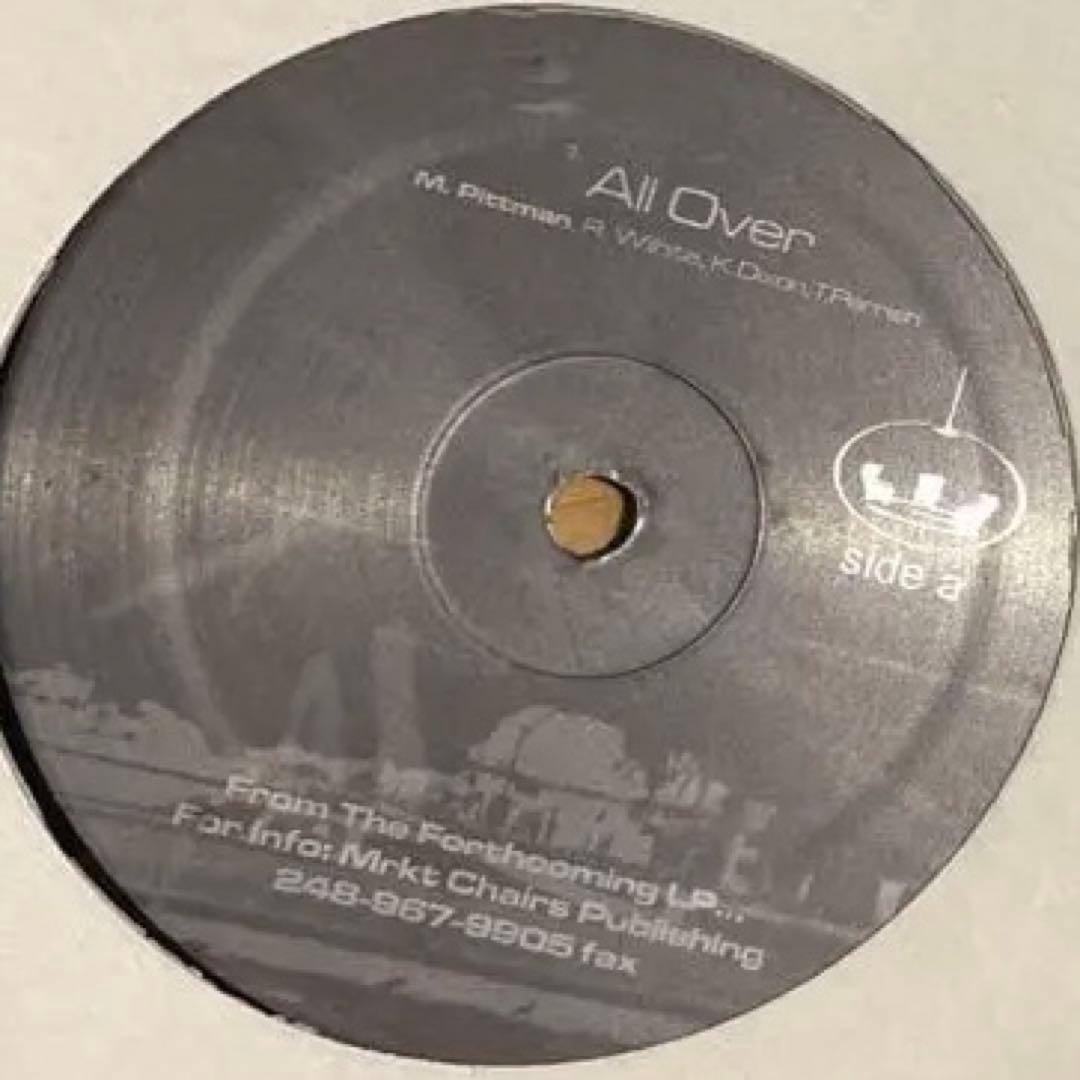 All Over
M. Pittman, R. White, K.Dixon, T.Parrish
side a
From The Forthcoming LP...
For Info: Mrkt Chairs Publishing
248-967-9905 fax